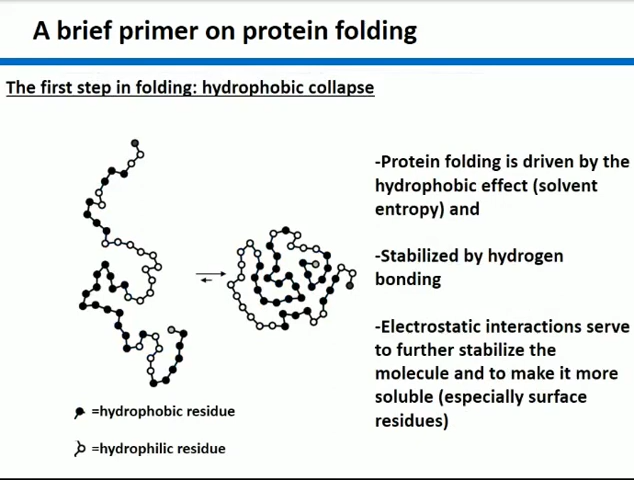 A brief primer on protein folding
The first step in folding: hydrophobic collapse
-Protein folding is driven by the
hydrophobic effect (solvent
entropy) and
-Stabilized by hydrogen
bonding
-Electrostatic interactions serve
to further stabilize the
molecule and to make it more
soluble (especially surface
residues)
=hydrophobic residue
=hydrophilic residue